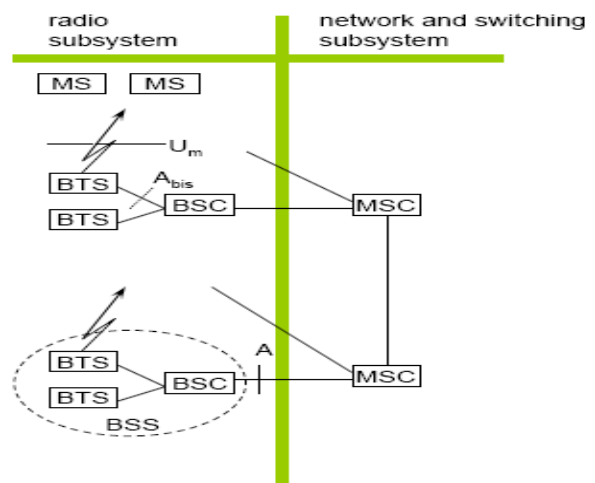 radio
subsystem
network and switching
subsystem
MS
MS
Um
BTS
Abis
BTS
BSC
MSC
A
BTS
BSC
MSC
BTS
BSS